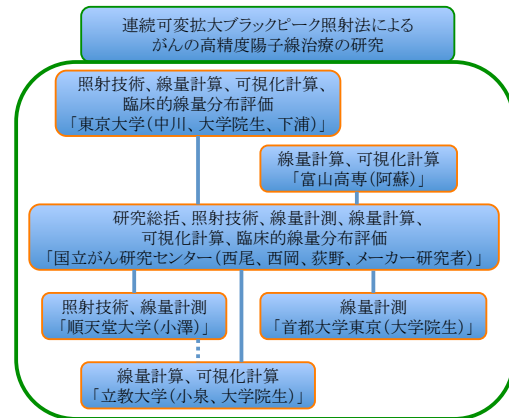 連続可変拡大ブラックピーク照射法による
がんの高精度陽子線治療の研究
照射技術、線量計算、可視化計算、
臨床的線量分布評価
「東京大学(中川、大学院生、下浦)」
線量計算、可視化計算
「富山高専(阿蘇)」
研究総括、照射技術、線量計測、線量計算、
可視化計算、臨床的線量分布評価
「国立がん研究センター(西尾、西岡、荻野、メーカー研究者)」
照射技術、線量計測
「順天堂大学(小澤)」
線量計測
「首都大学東京(大学院生)」
線量計算、可視化計算
「立教大学(小泉、大学院生)」